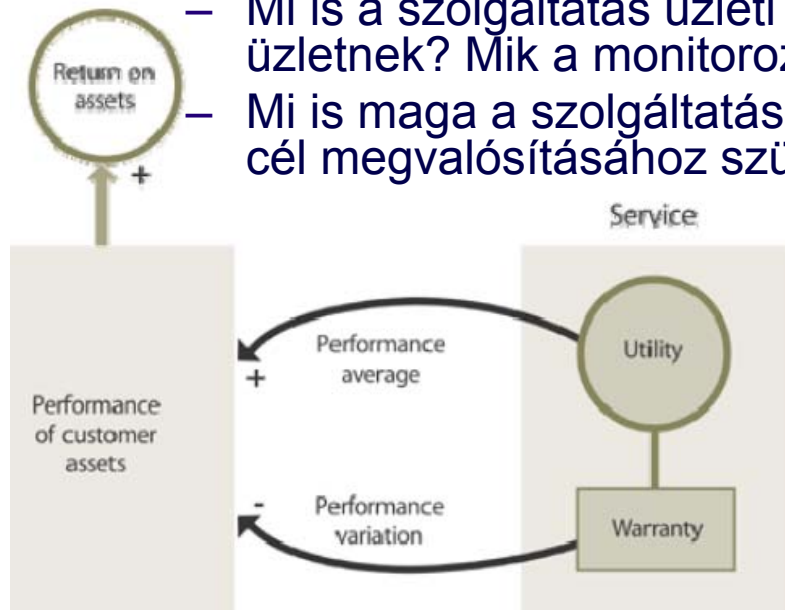 – Mi is a szolgáltatás üzleti
üzletnek? Mik a monitoroz
– Mi is maga a szolgáltatás
cél megvalósításához szü
Return on
assets
+
Service
Performance
of customer
assets
Performance
average
+
Utility
-
Performance
variation
Warranty